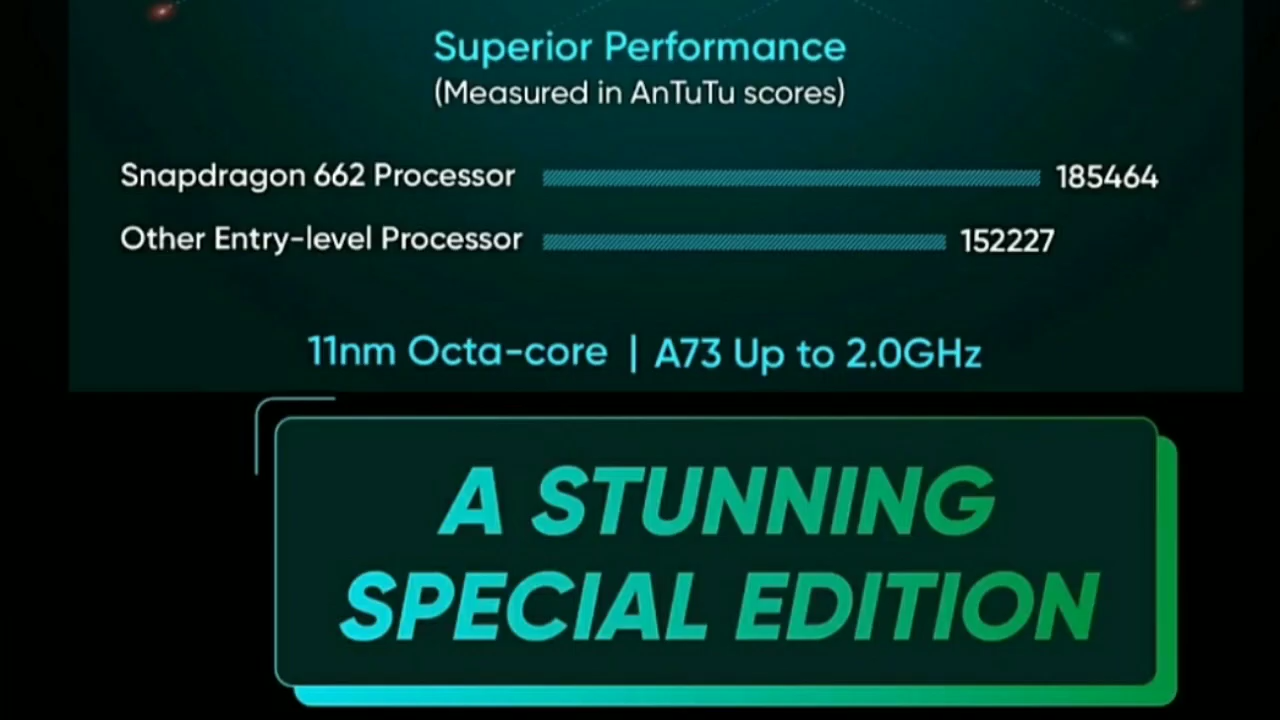 Superior Performance
(Measured in AnTuTu scores)
Snapdragon 662 Processor 185464
Other Entry-level Processor 152227
11nm Octa-core | A73 Up to 2.0GHz
A STUNNING
SPECIAL EDITION